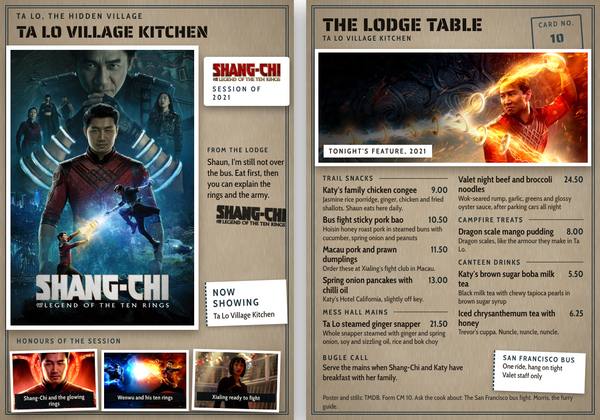 TA LO, THE HIDDEN VILLAGE
TA LO VILLAGE KITCHEN
SHANG-CHI
AND THE LEGEND OF THE TEN RINGS
SHANG-CHI
AND THE LEGEND OF THE TEN RINGS
SESSION OF
2021
FROM THE LODGE
Shaun, I'm still not over
the bus. Eat first, then
you can explain the
rings and the army.
SHANG-CHI
LEGEND OF THE TEN RINGS
NOW
SHOWING
Ta Lo Village Kitchen
HONOURS OF THE SESSION
Shang-Chi and the glowing
rings
Wenwu and his ten rings
Xialing ready to fight
THE LODGE TABLE
TA LO VILLAGE KITCHEN
CARD NO.
10
TONIGHT'S FEATURE, 2021
TRAIL SNACKS
Katy's family chicken congee 9.00
Jasmine rice porridge, ginger, chicken and fried
shallots. Shaun eats here daily.
Bus fight sticky pork bao 10.50
Hoisin honey roast pork in steamed buns with
cucumber, spring onion and peanuts
Macau pork and prawn 11.50
dumplings
Order these at Xialing's fight club in Macau.
Spring onion pancakes with 13.00
chilli oil
Katy's Hotel California, slightly off key.
MESS HALL MAINS
Ta Lo steamed ginger snapper 21.50
Whole snapper steamed with ginger and spring
onion, soy and sizzling oil, rice and bok choy
Valet night beef and broccoli 24.50
noodles
Wok-seared rump, garlic, greens and glossy
oyster sauce, after parking cars all night
CAMPFIRE TREATS
Dragon scale mango pudding 8.00
Dragon scales, like the armour they make in Ta
Lo.
CANTEEN DRINKS
Katy's brown sugar boba milk 5.50
tea
Black milk tea with chewy tapioca pearls in
brown sugar syrup
Iced chrysanthemum tea with 6.25
honey
Trevor's cuppa. Nuncle, nuncle, nuncle.
BUGLE CALL
Serve the mains when Shang-Chi and Katy have
breakfast with her family.
SAN FRANCISCO BUS
One ride, hang on tight
Valet staff only
Poster and stills: TMDB. Form CM 10. Ask the cook about: The San Francisco bus fight. Morris, the furry
guide.